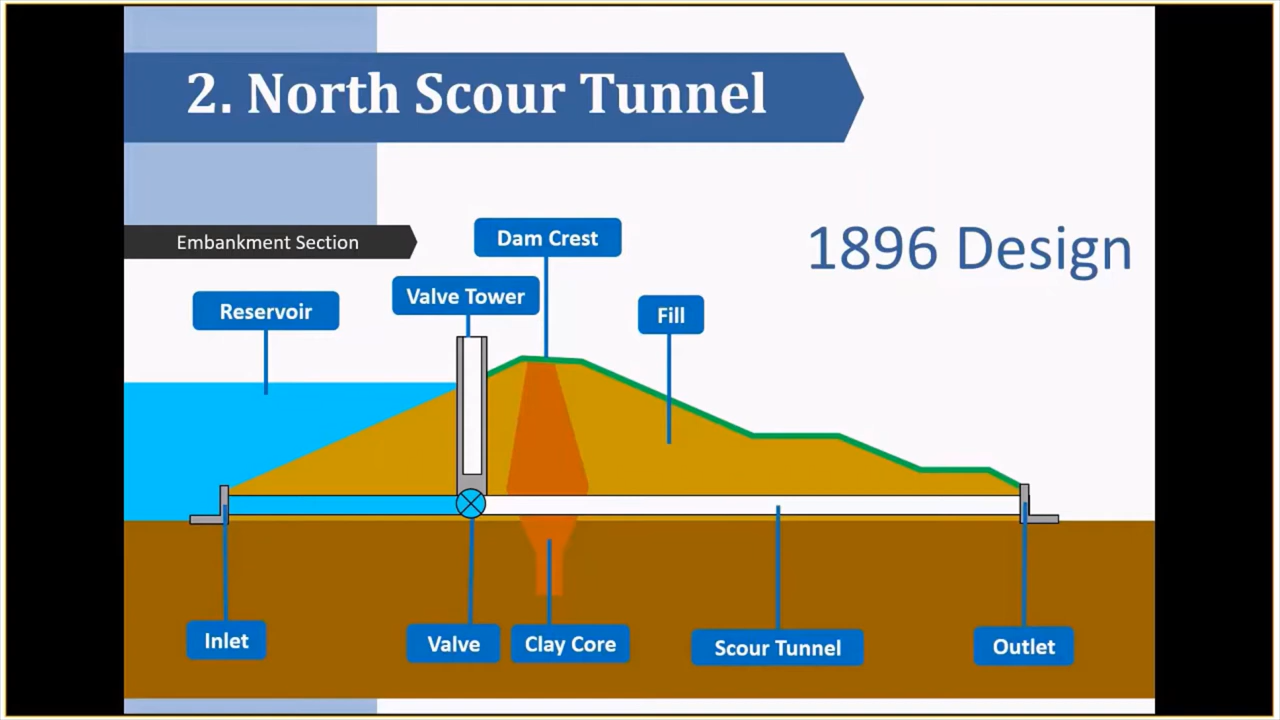 2. North Scour Tunnel
Embankment Section
Dam Crest
1896 Design
Reservoir
Valve Tower
Fill
Inlet
Valve
Clay Core
Scour Tunnel
Outlet